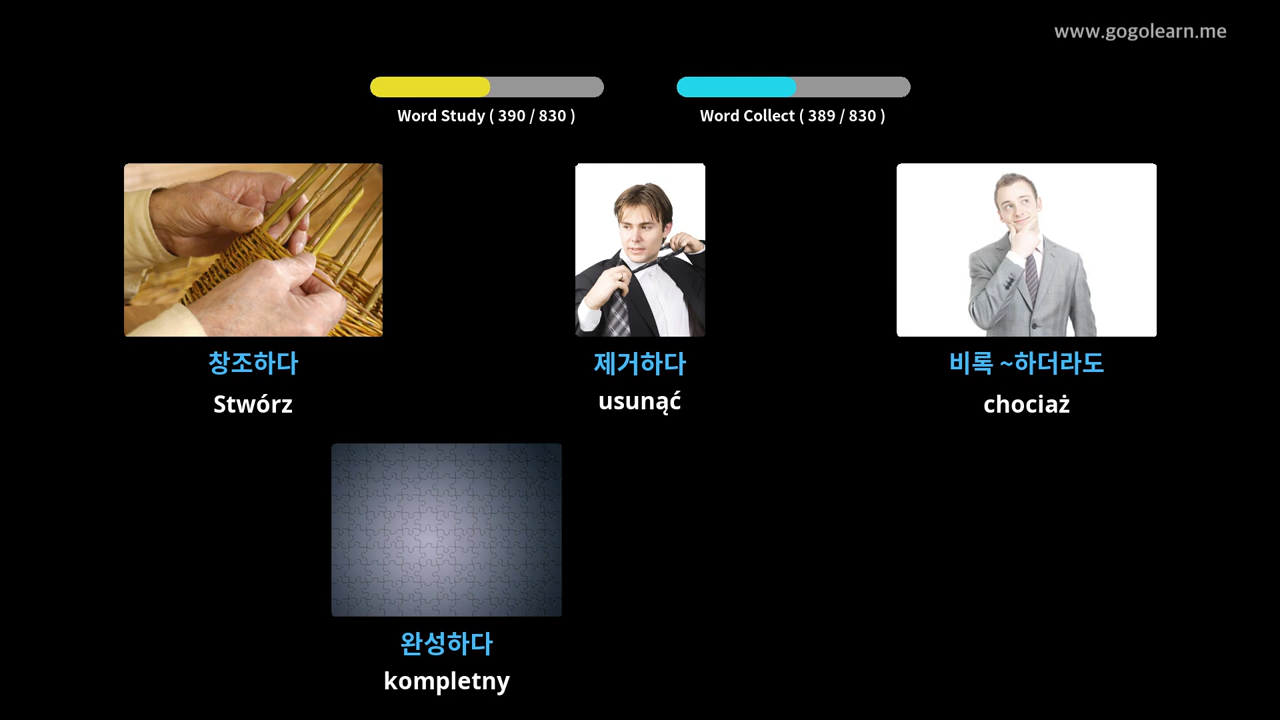 www.gogolearn.me
Word Study ( 390 / 830 )
Word Collect ( 389 / 830 )
창조하다
Stwórz
제거하다
usunąć
비록 ~하더라도
chociaż
완성하다
kompletny